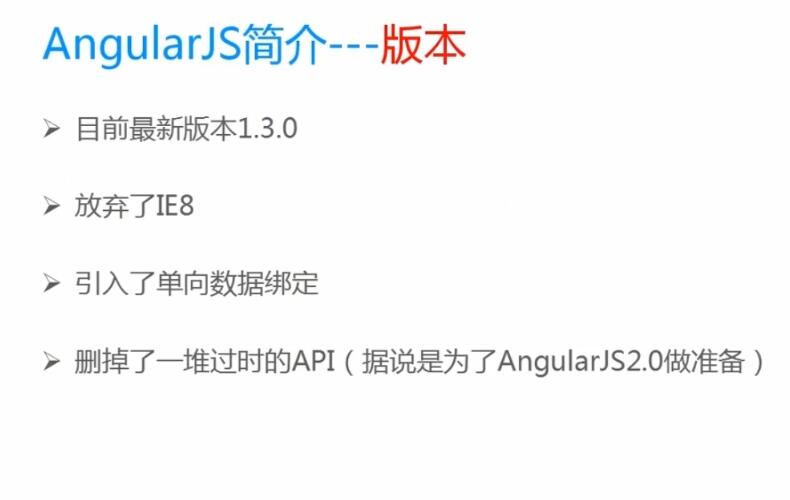 AngularJS简介---版本
➢ 目前最新版本1.3.0
➢ 放弃了IE8
➢ 引入了单向数据绑定
➢ 删掉了一堆过时的API（据说是为了AngularJS2.0做准备）